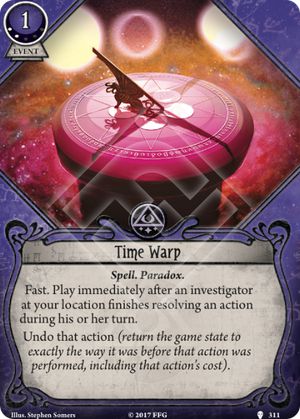 1
EVENT
Time Warp
Spell. Paradox.
Fast. Play immediately after an investigator
at your location finishes resolving an action
during his or her turn.
Undo that action (return the game state to
exactly the way it was before that action was
performed, including that action's cost).
Illus. Stephen Somers
© 2017 FFG
311